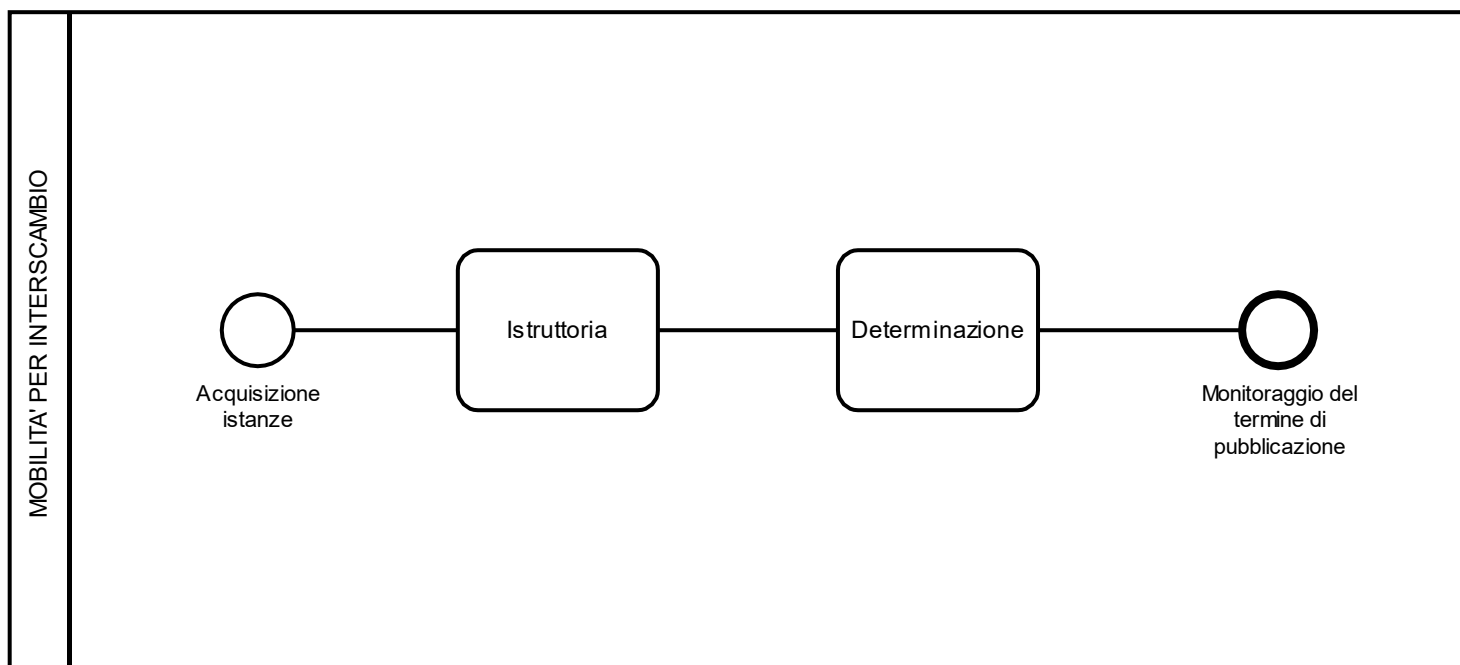 MOBILITA' PER INTERSCAMBIO
Acquisizione
istanze
Istruttoria
Determinazione
Monitoraggio del
termine di
pubblicazione